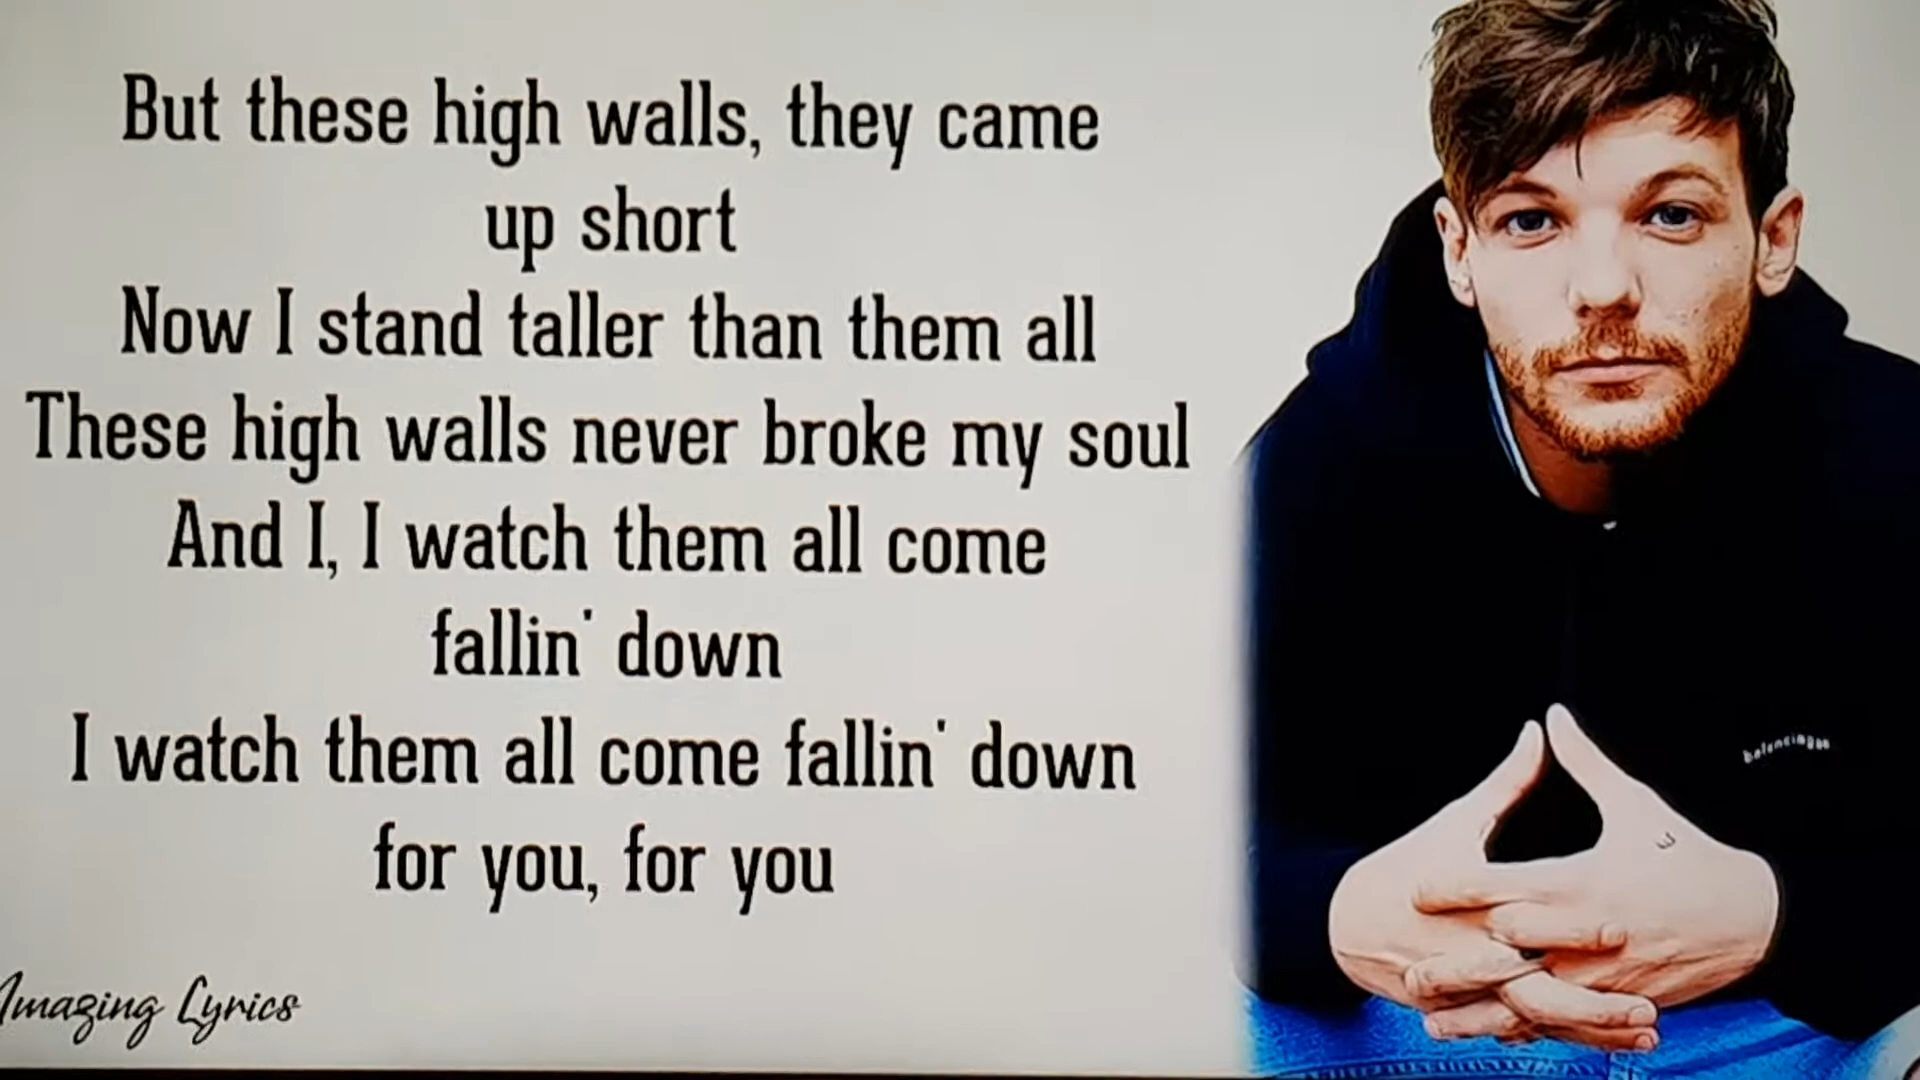 But these high walls, they came
up short
Now I stand taller than them all
These high walls never broke my soul
And I, I watch them all come
fallin' down
I watch them all come fallin' down
for you, for you
balenciaga
Amazing Lyrics